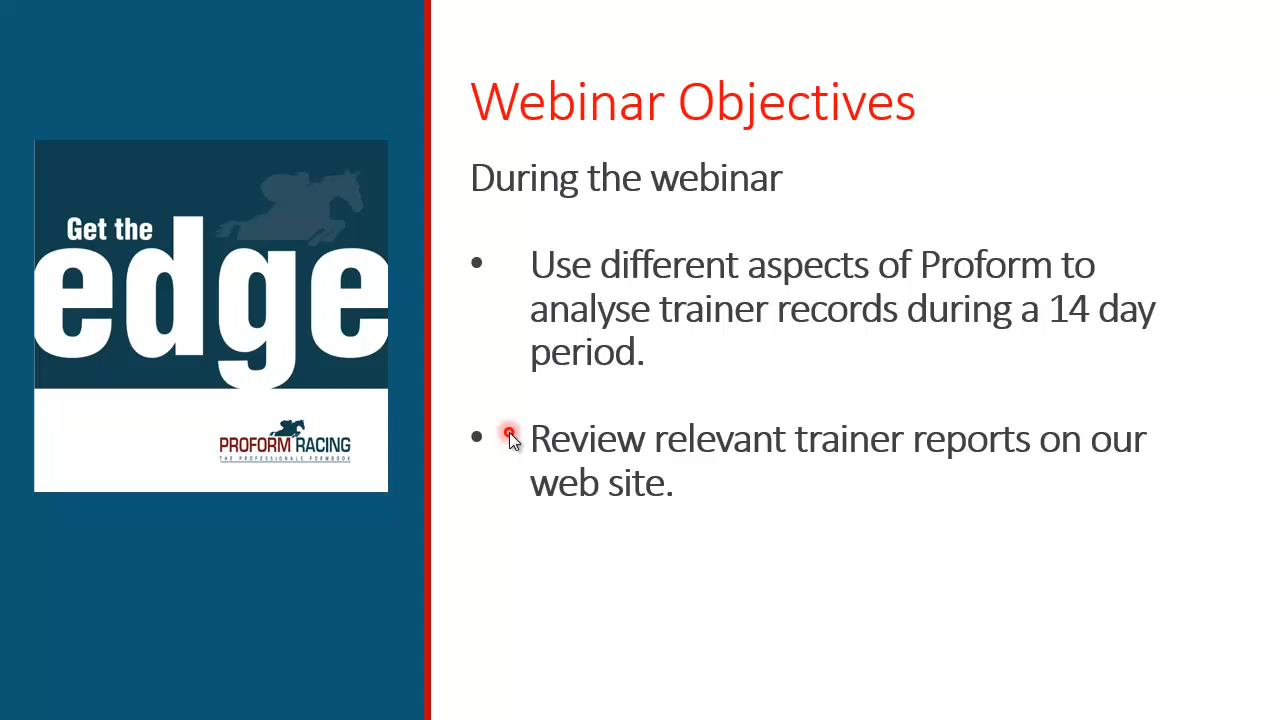 Webinar Objectives
During the webinar
• Use different aspects of Proform to
analyse trainer records during a 14 day
period.
• Review relevant trainer reports on our
web site.
Get the
edge
PROFORM RACING
THE PROFESSIONALS FORMBOOK